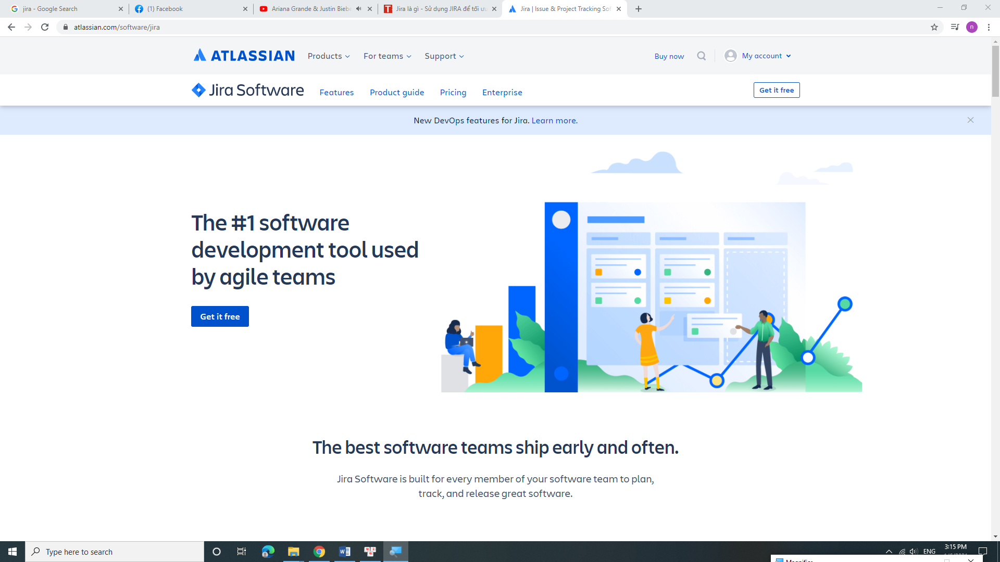 jira - Google Search
(1) Facebook
Ariana Grande & Justin Biebe
Jira là gì - Sử dụng JIRA để tối ưu
Jira | Issue & Project Tracking Sof
atlassian.com/software/jira
n
ATLASSIAN
Products
For teams
Support
Buy now
My account
Jira Software
Features
Product guide
Pricing
Enterprise
Get it free
New DevOps features for Jira. Learn more.
The #1 software
development tool used
by agile teams
Get it free
The best software teams ship early and often.
Jira Software is built for every member of your software team to plan,
track, and release great software.
Type here to search
ENG
3:15 PM
Magnifier